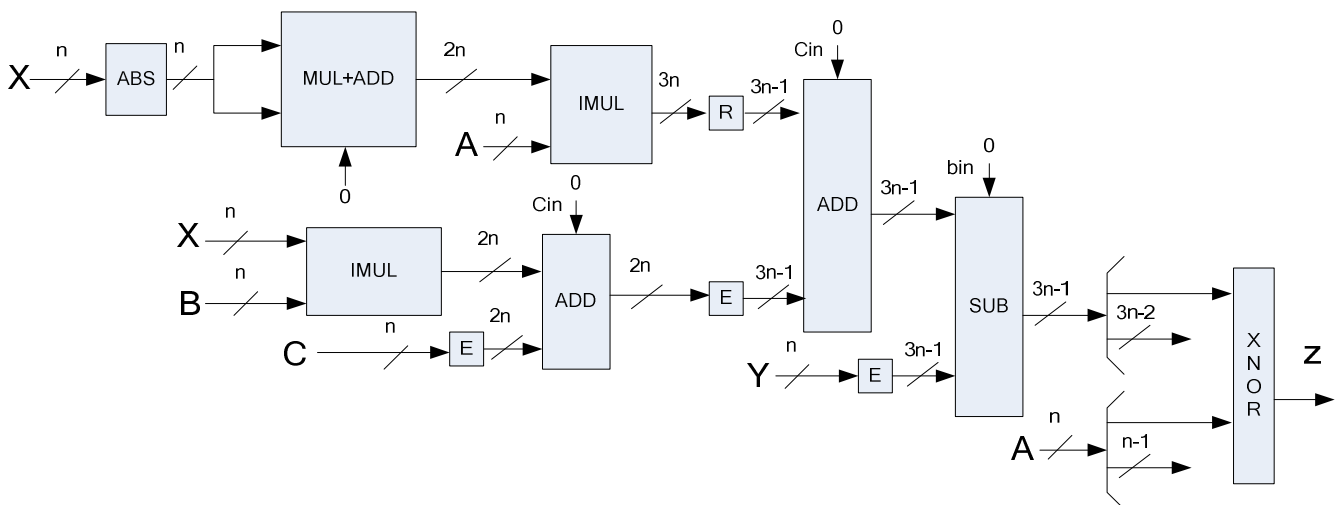 X
n
ABS
n
MUL+ADD
0
2n
A
n
IMUL
3n
R
3n-1
0
Cin
ADD
3n-1
0
bin
SUB
3n-1
3n-2
XNOR
z
X
n
B
n
IMUL
2n
0
Cin
ADD
C
n
E
2n
2n
E
3n-1
Y
n
E
3n-1
A
n
n-1